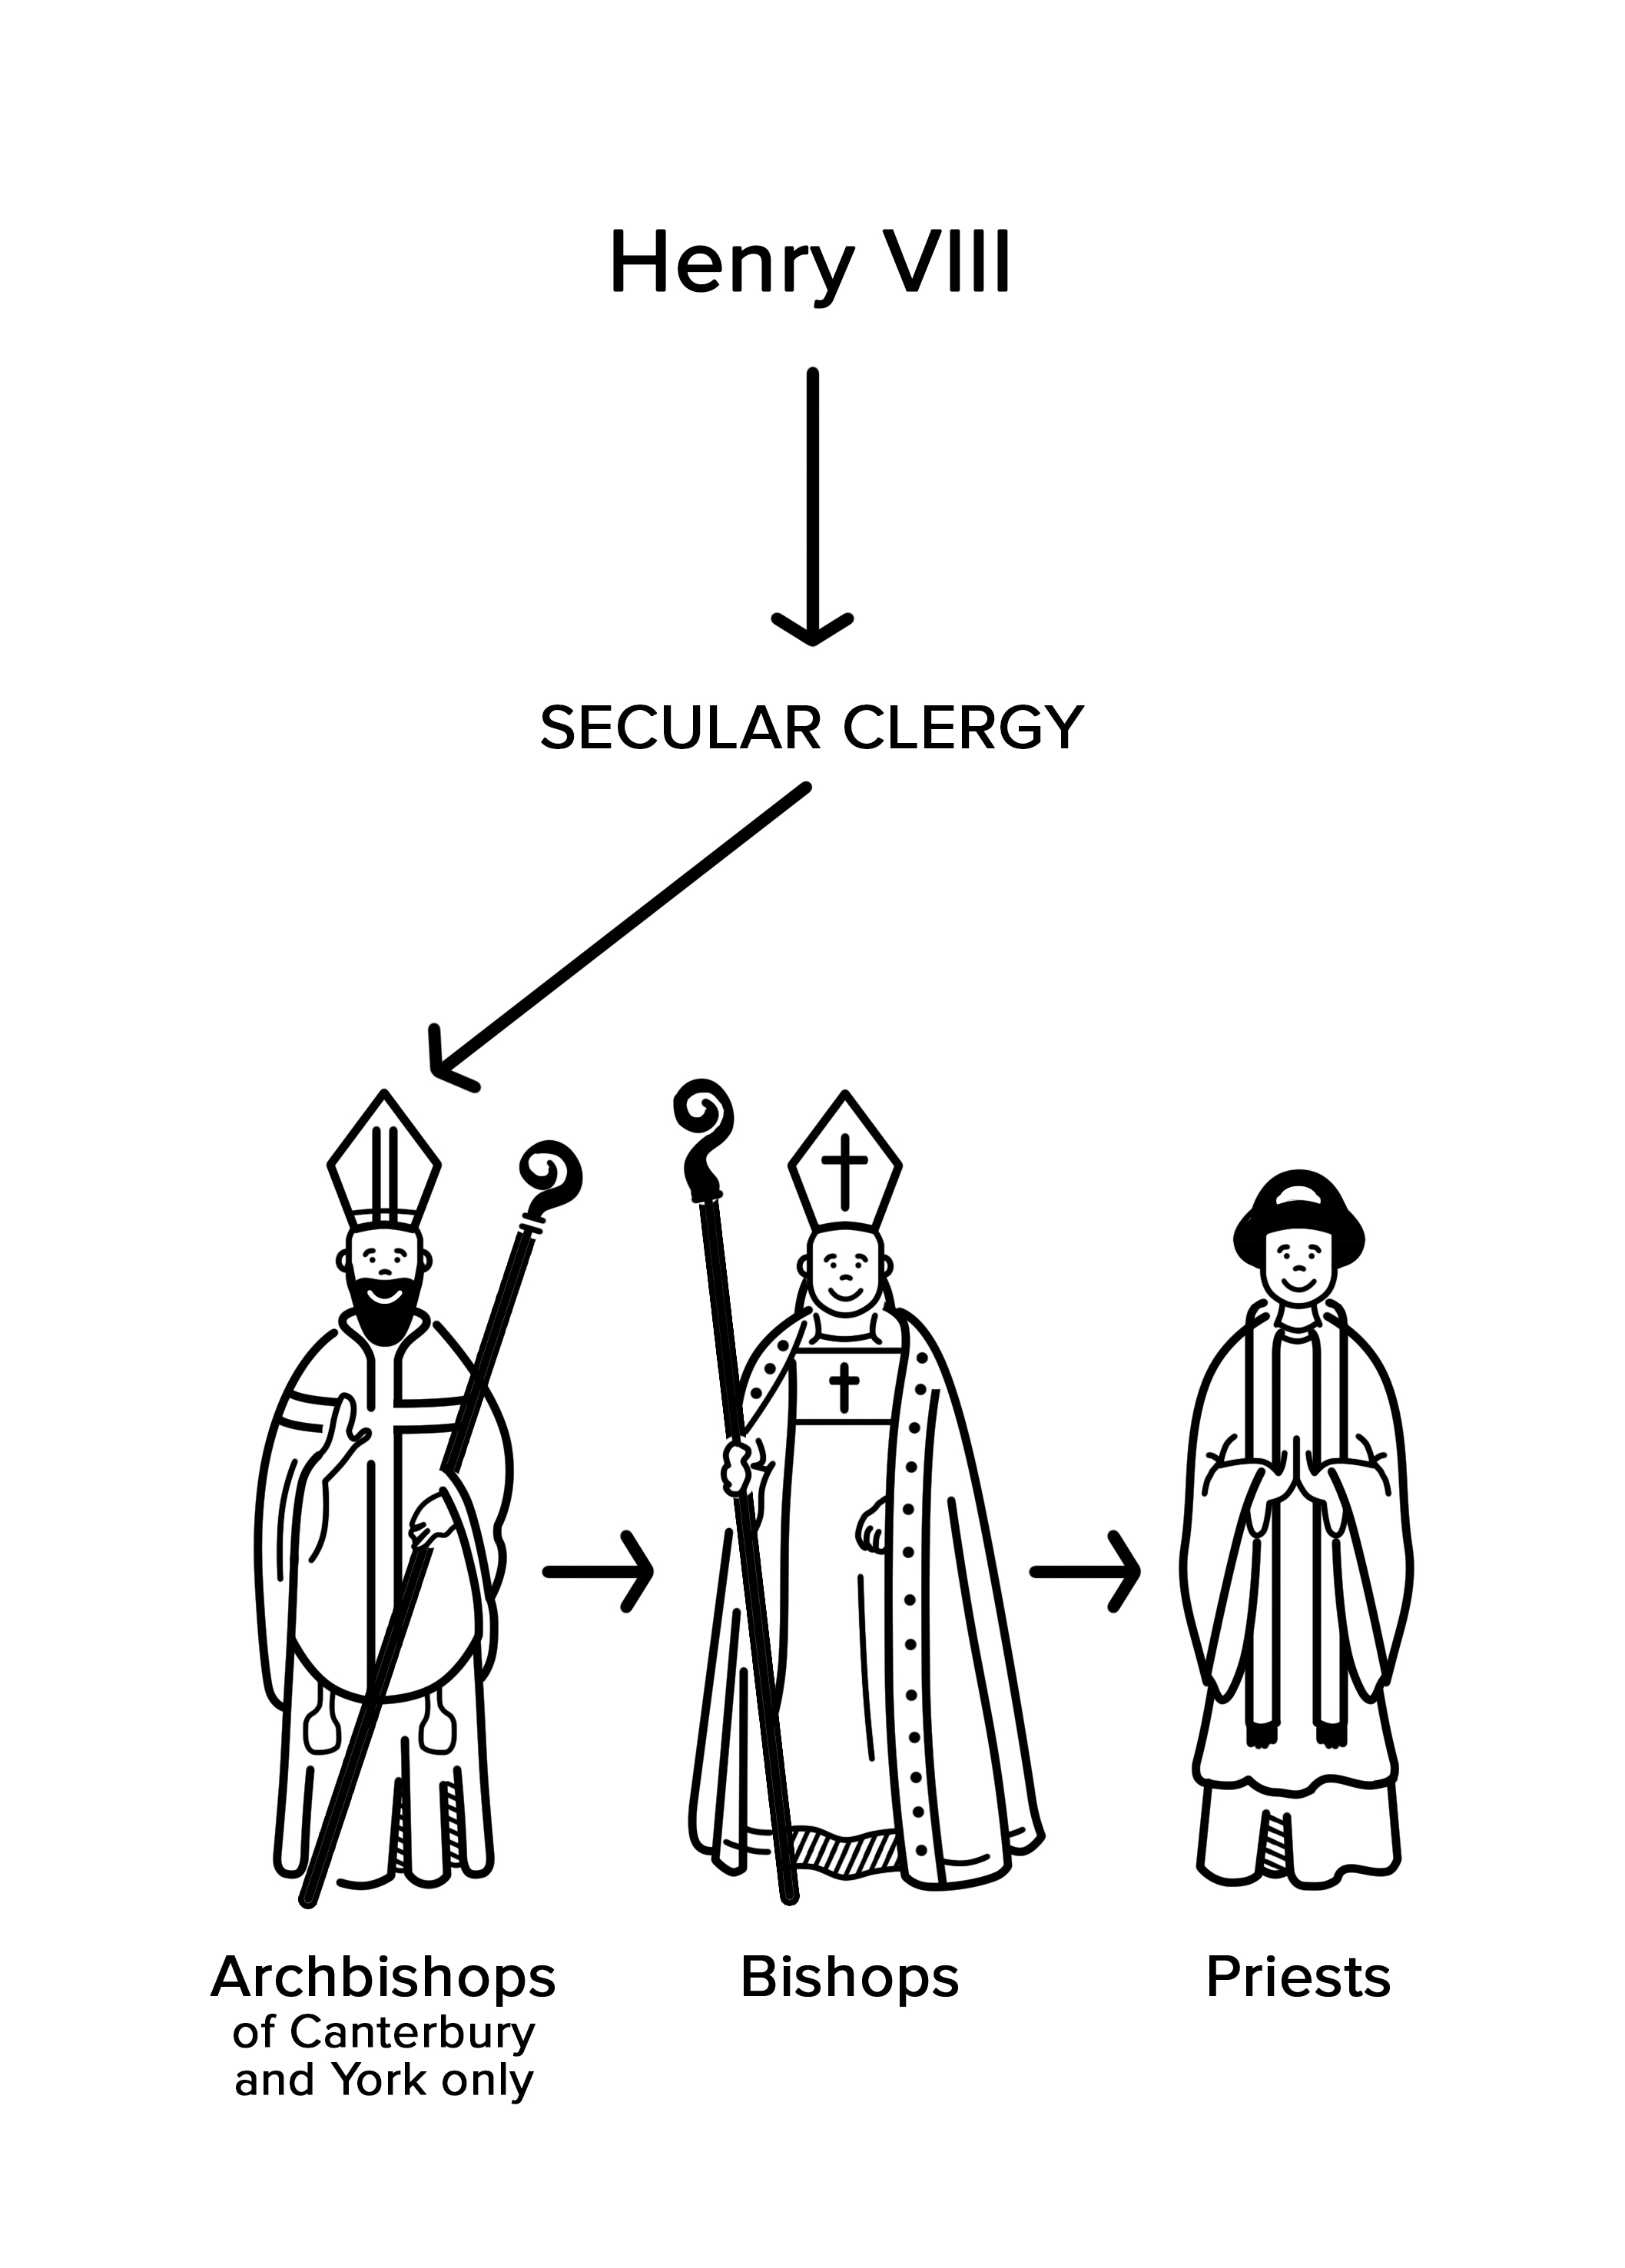 Henry VIII
SECULAR CLERGY
Archbishops
of Canterbury
and York only
Bishops
Priests